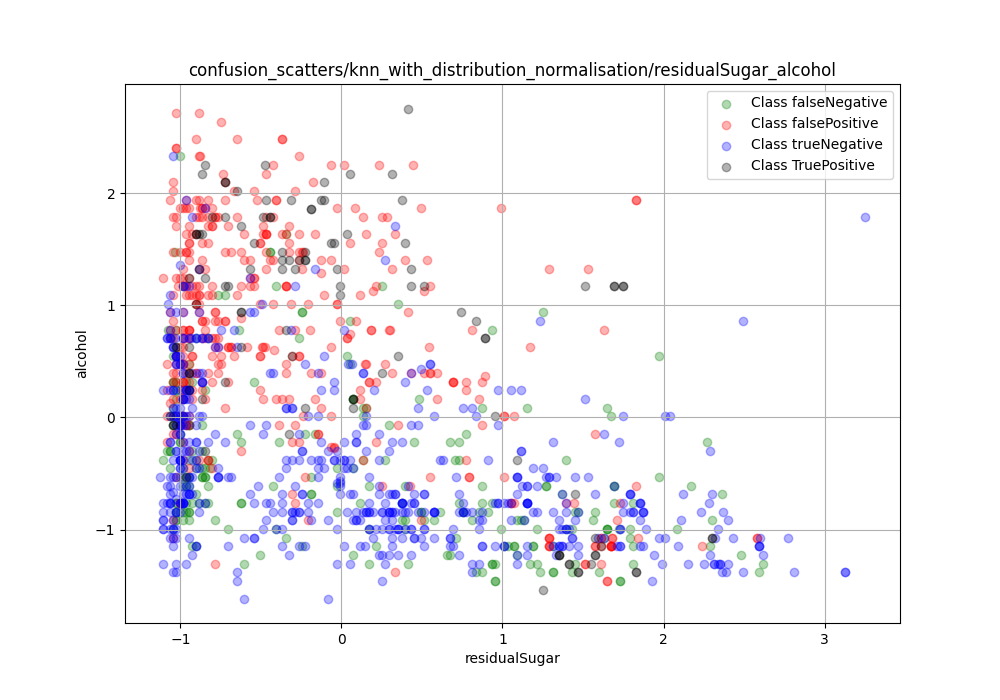 confusion_scatters/knn_with_distribution_normalisation/residualSugar_alcohol
Class falseNegative
Class falsePositive
Class trueNegative
Class TruePositive
2
1
0
−1
alcohol
−1 0 1 2 3
residualSugar